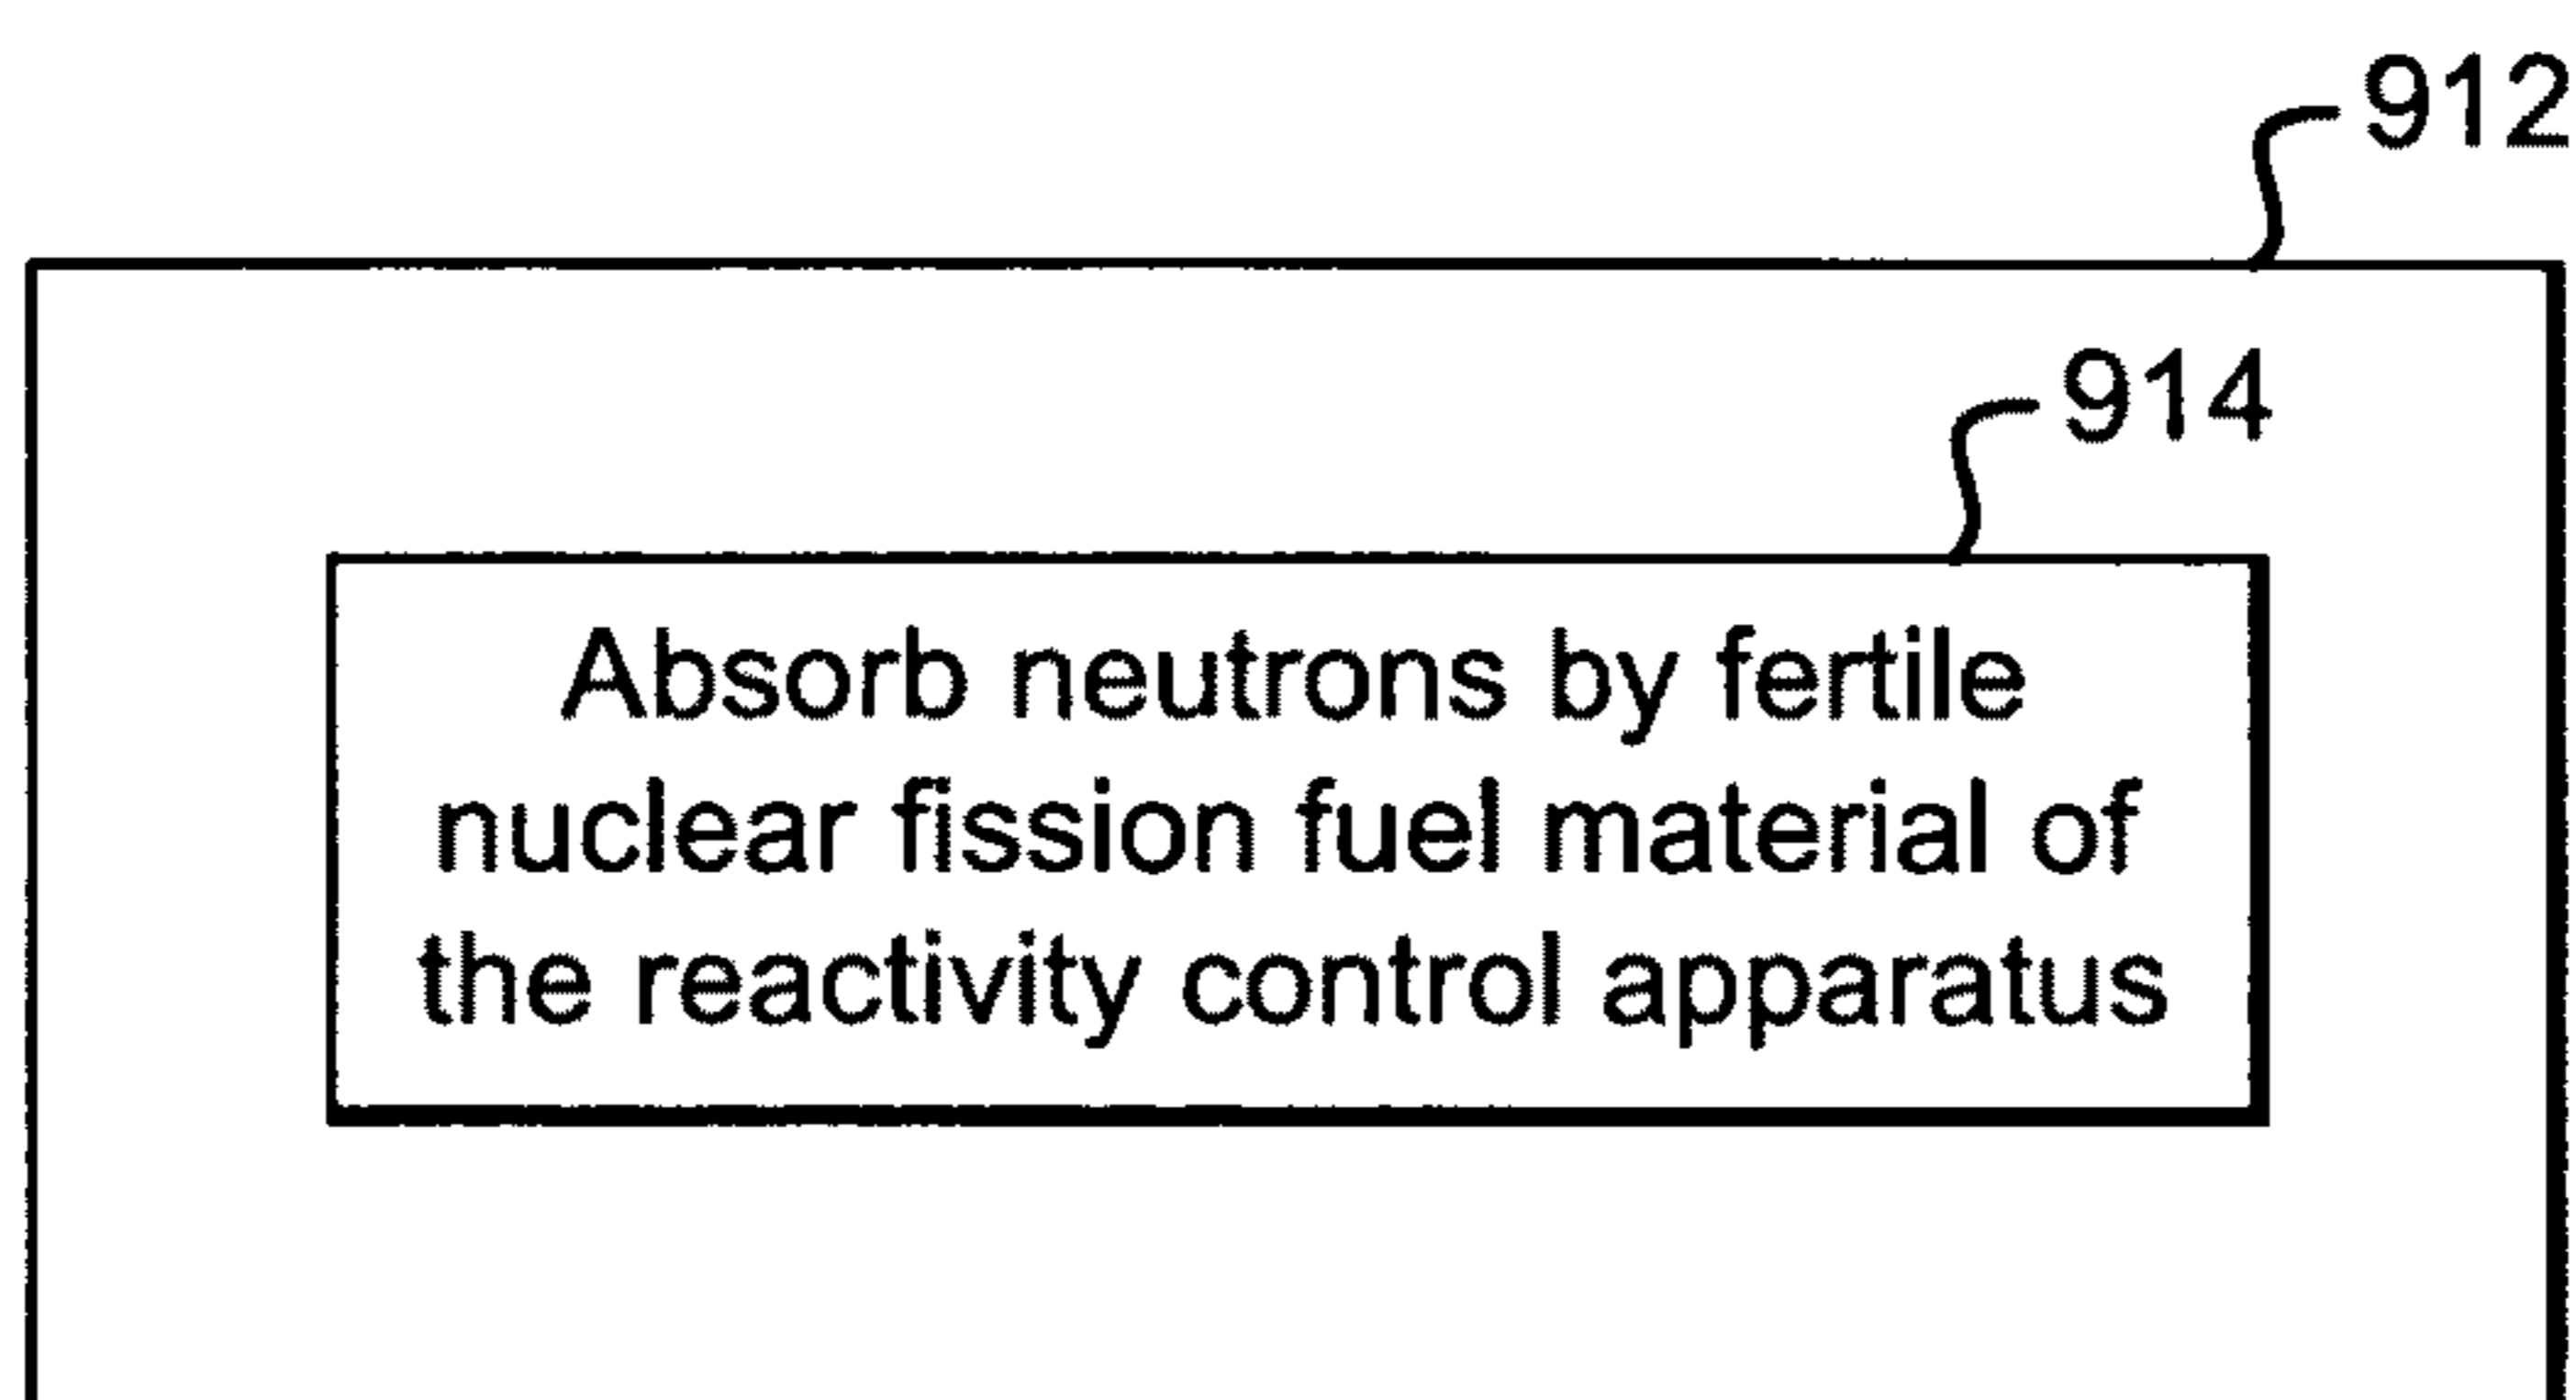 912
914
Absorb neutrons by fertile
nuclear fission fuel material of
the reactivity control apparatus